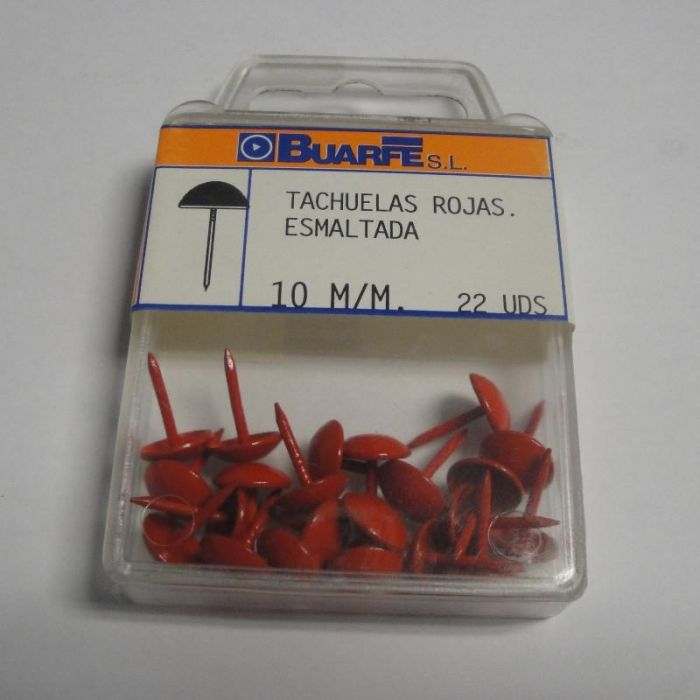 BUARFE S.L.
TACHUELAS ROJAS.
ESMALTADA
10 M/M. 22 UDS